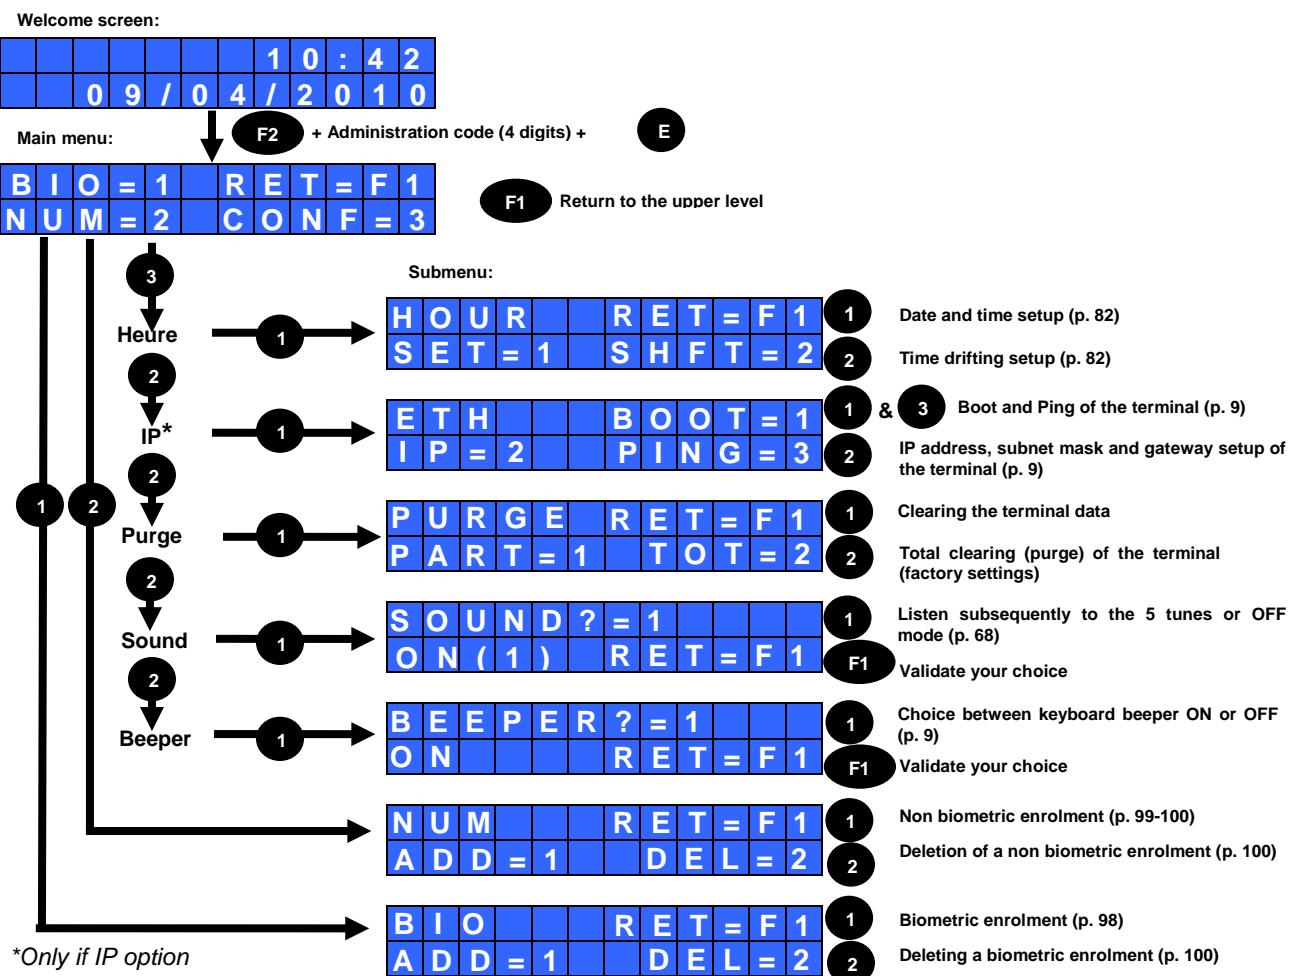 Welcome screen:
10:42
09/04/2010
F2 + Administration code (4 digits) + E
Main menu:
BIO=1 RET=F1
NUM=2 CONF=3
F1 Return to the upper level
3
Submenu:
Heure
1
HOUR RET=F1
SET=1 SHFT=2
1 Date and time setup (p. 82)
2 Time drifting setup (p. 82)
2
IP*
1
ETH BOOT=1
IP=2 PING=3
1 & 3 Boot and Ping of the terminal (p. 9)
2 IP address, subnet mask and gateway setup of
the terminal (p. 9)
2
1 2
Purge
1
PURGE RET=F1
PART=1 TOT=2
1 Clearing the terminal data
2 Total clearing (purge) of the terminal
(factory settings)
2
Sound
1
SOUND?=1
ON(1) RET=F1
1 Listen subsequently to the 5 tunes or OFF
mode (p. 68)
F1 Validate your choice
2
Beeper
1
BEEPER?=1
ON RET=F1
1 Choice between keyboard beeper ON or OFF
(p. 9)
F1 Validate your choice
NUM RET=F1
ADD=1 DEL=2
1 Non biometric enrolment (p. 99-100)
2 Deletion of a non biometric enrolment (p. 100)
BIO RET=F1
ADD=1 DEL=2
1 Biometric enrolment (p. 98)
2 Deleting a biometric enrolment (p. 100)
*Only if IP option